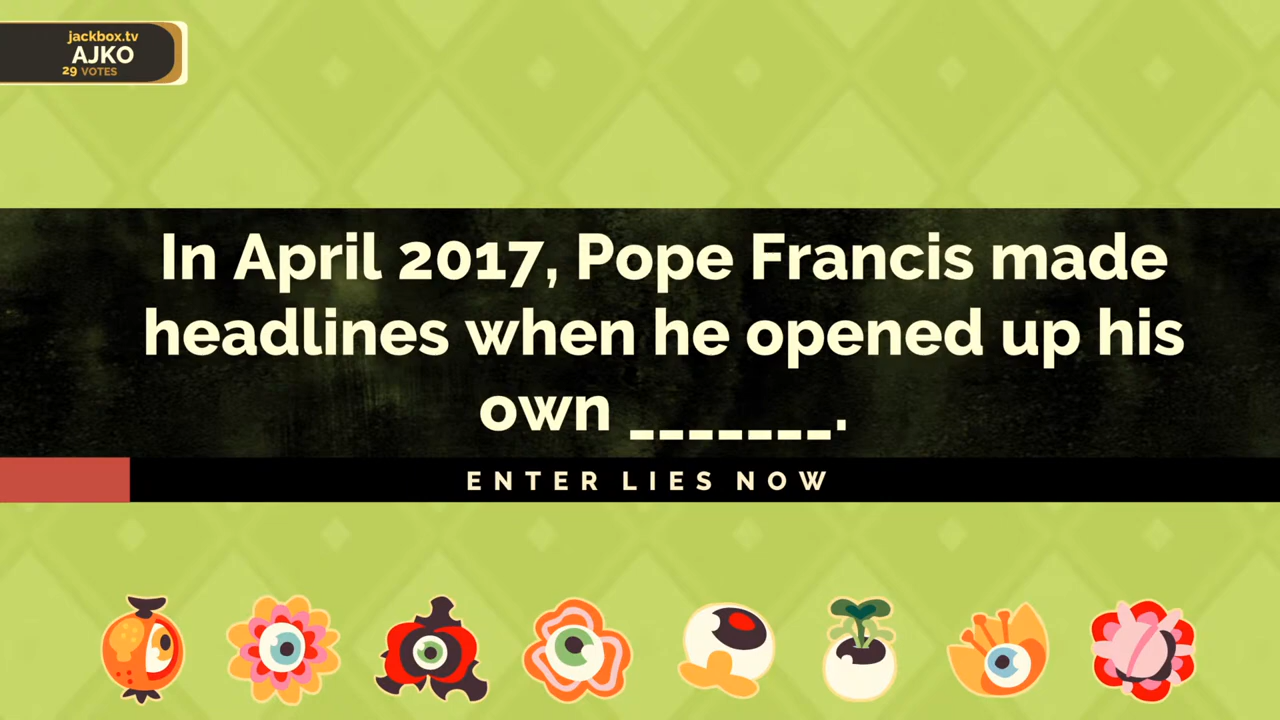 jackbox.tv
AJKO
29 VOTES
In April 2017, Pope Francis made
headlines when he opened up his
own _______.
ENTER LIES NOW